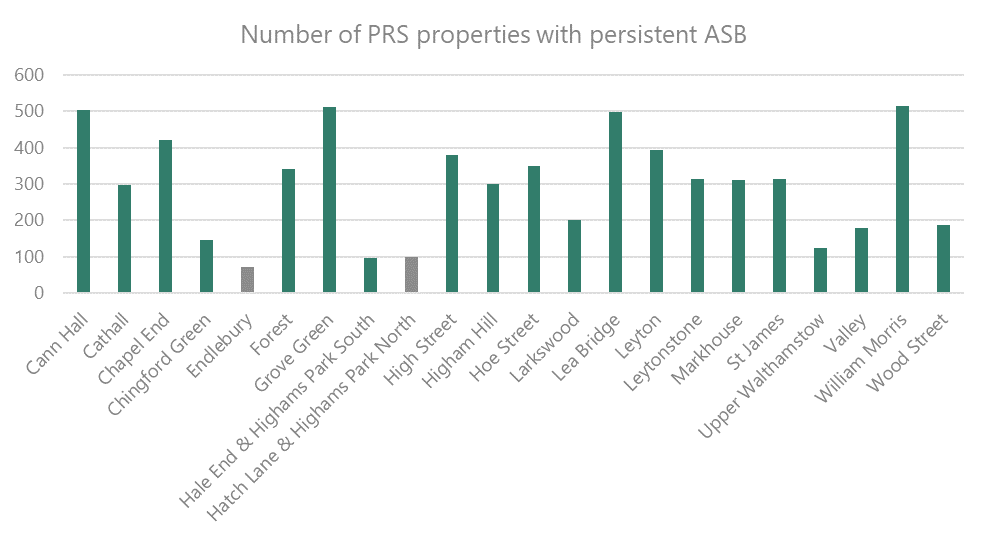 Number of PRS properties with persistent ASB
600
500
400
300
200
100
0
Cann Hall
Cathall
Chapel End
Chingford Green
Endlebury
Forest
Grove Green
Hale End & Highams Park South
Hatch Lane & Highams Park North
High Street
Higham Hill
Hoe Street
Larkswood
Lea Bridge
Leyton
Leytonstone
Markhouse
St James
Upper Walthamstow
Valley
William Morris
Wood Street